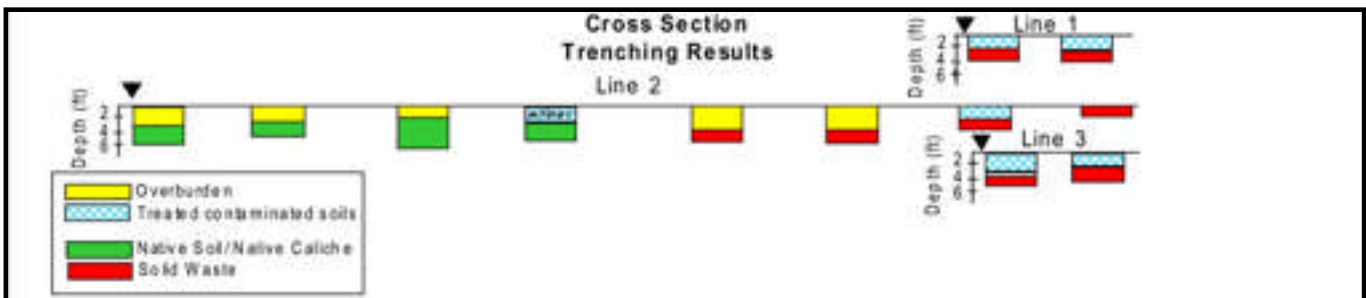 Cross Section
Trenching Results
Line 1
Depth (ft)
2
4
6
Line 2
Depth (ft)
2
4
6
Line 3
Depth (ft)
2
4
6
Overburden
Treated contaminated soils
Native Soil/Native Caliche
Solid Waste